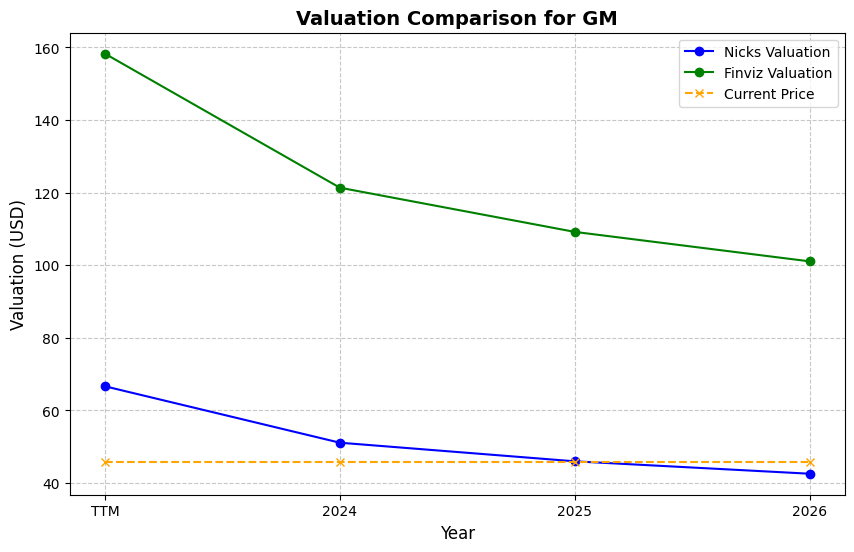 Valuation Comparison for GM
Nicks Valuation
Finviz Valuation
Current Price
160
140
120
100
80
60
40
Valuation (USD)
TTM
2024
2025
2026
Year